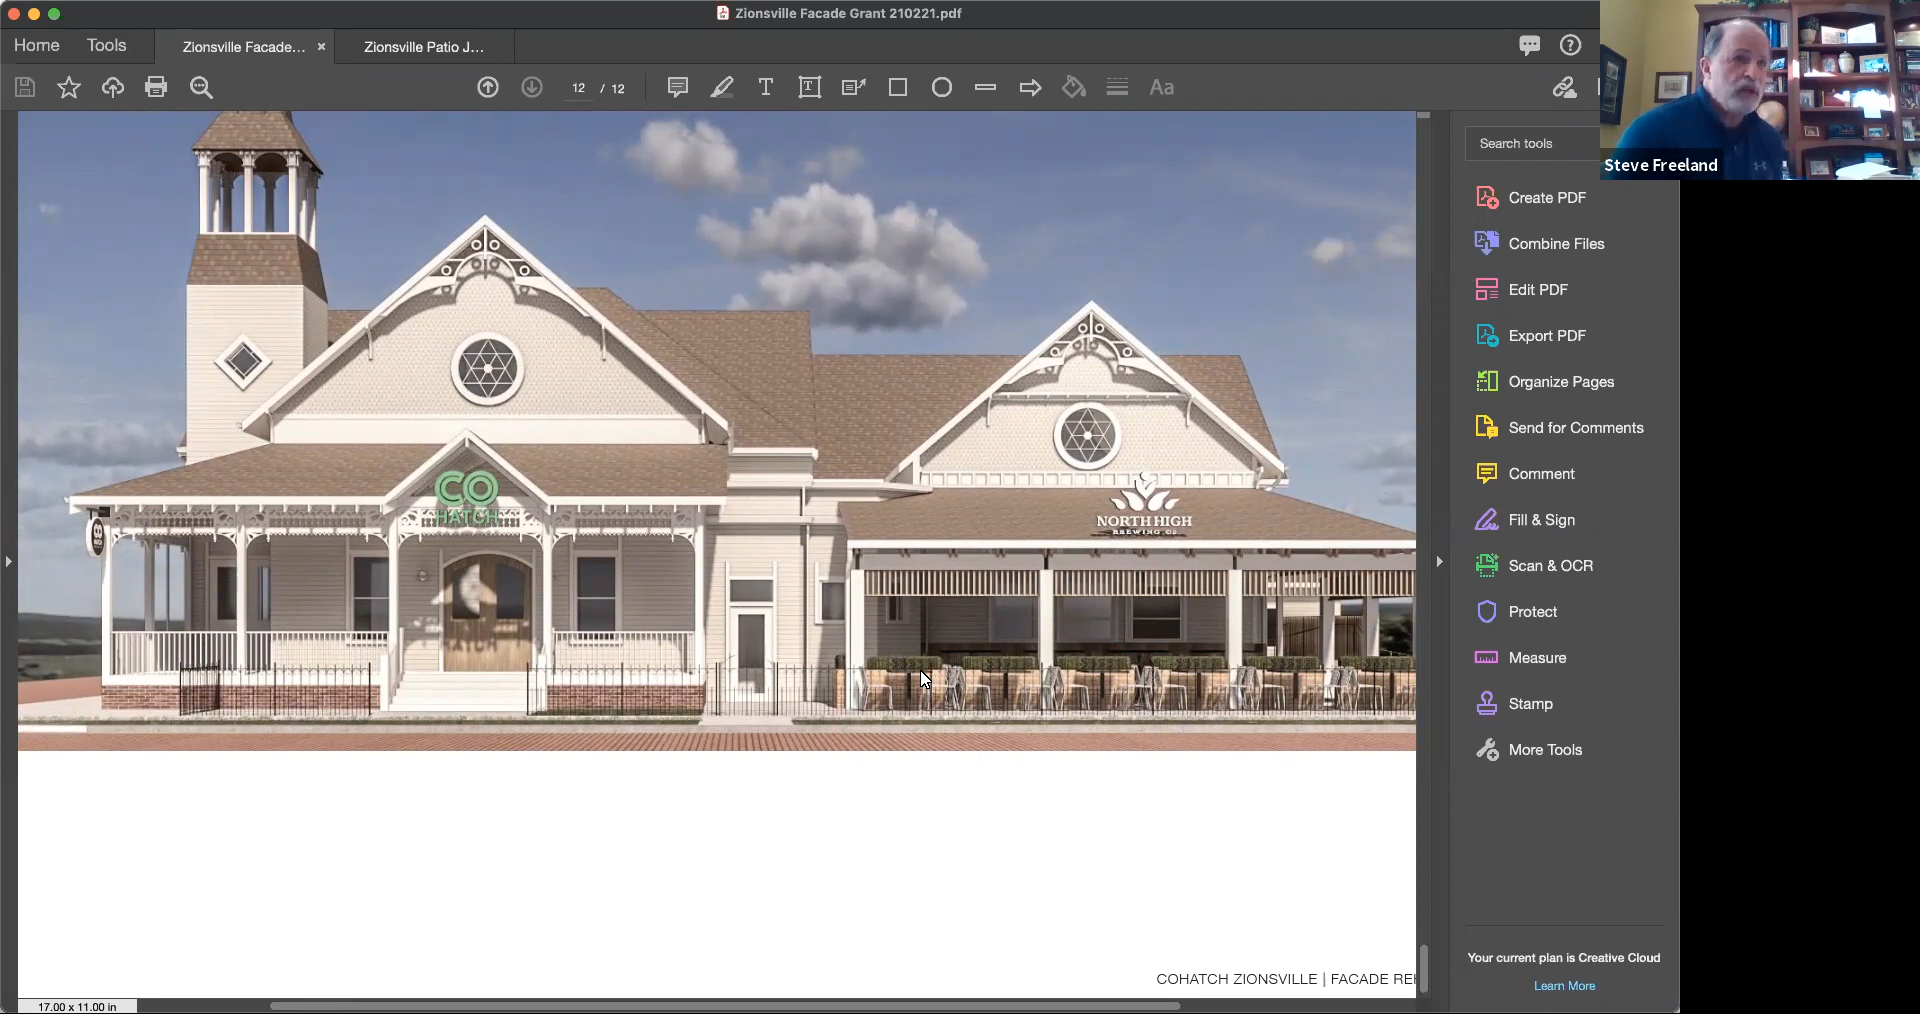 Zionsville Facade Grant 210221.pdf
Home
Tools
Zionsville Facade...
Zionsville Patio J...
12 / 12
T
T
Aa
Search tools
Steve Freeland
Create PDF
Combine Files
Edit PDF
Export PDF
Organize Pages
Send for Comments
Comment
Fill & Sign
Scan & OCR
Protect
Measure
Stamp
More Tools
CO
HATCH
NORTH HIGH
BREWING CO.
COHATCH ZIONSVILLE | FACADE REH
Your current plan is Creative Cloud
Learn More
17.00 x 11.00 in